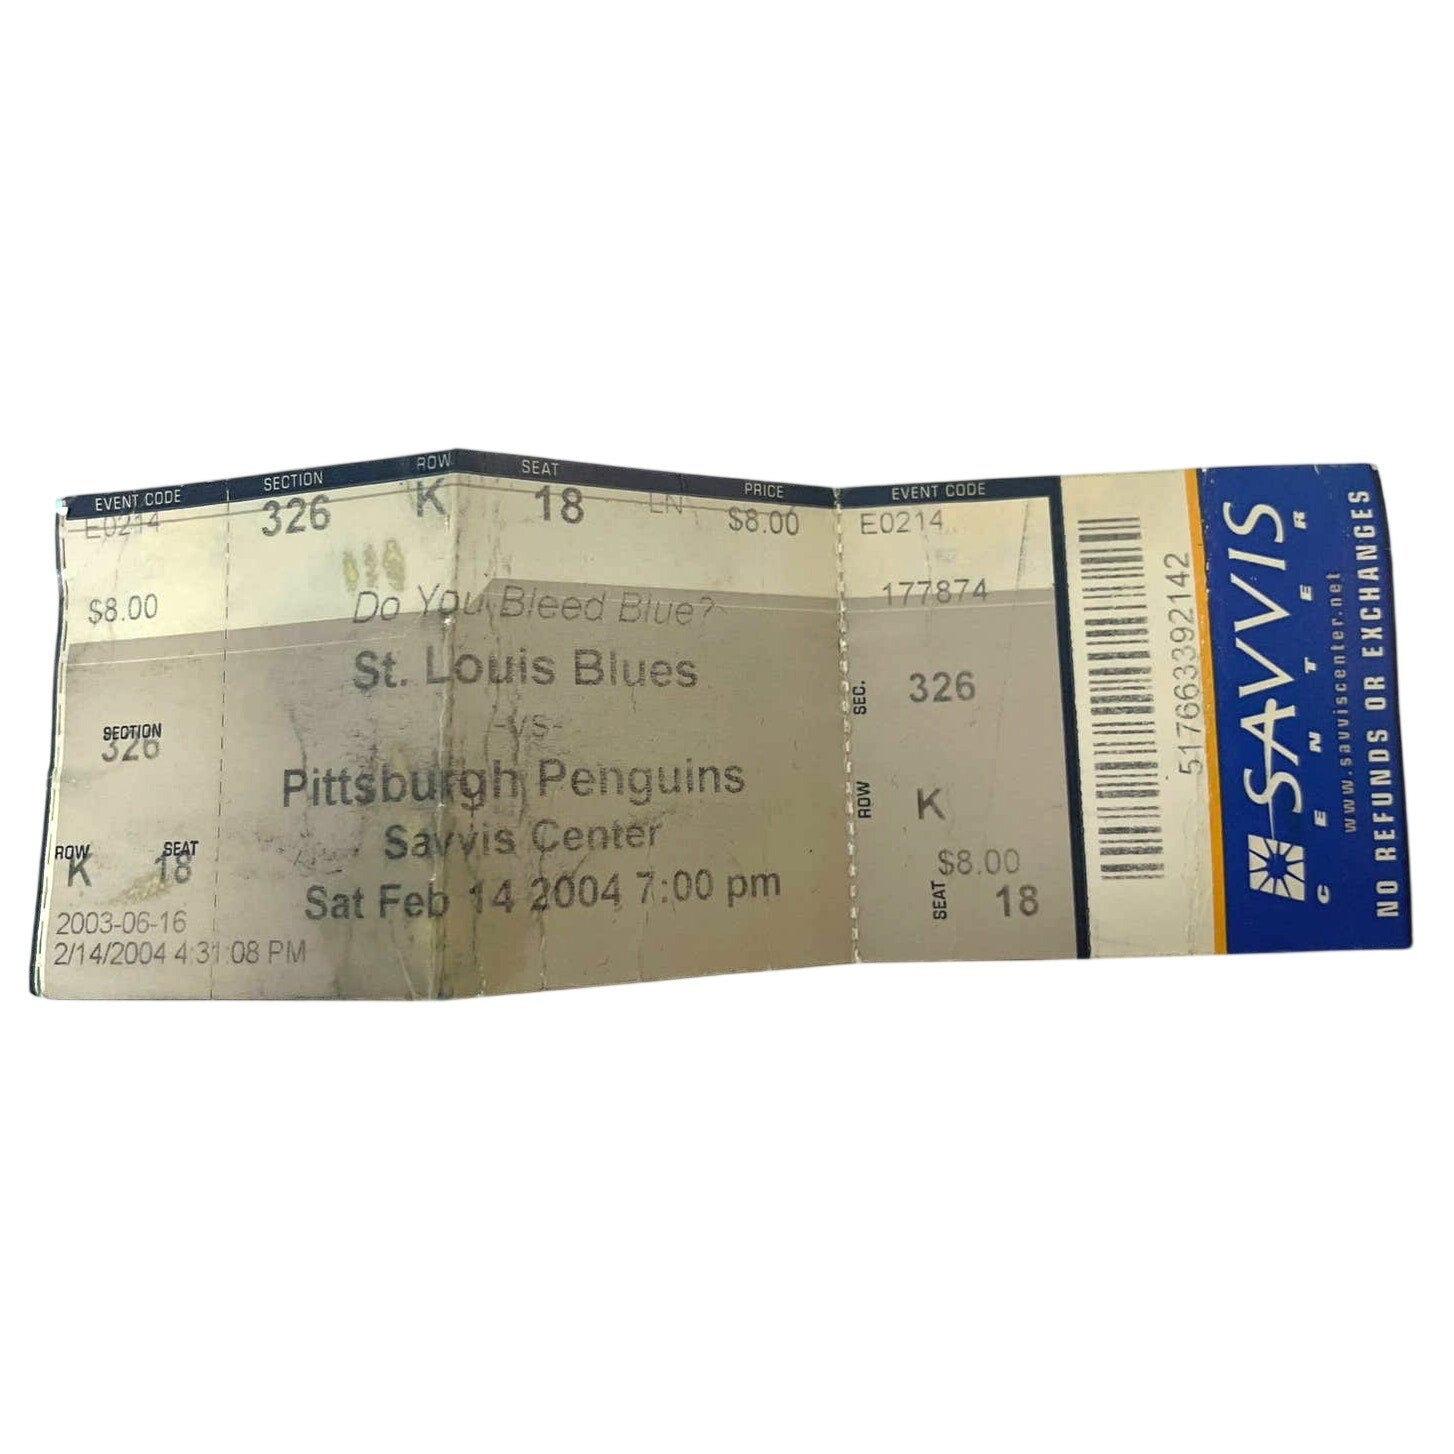 EVENT CODE SECTION ROW SEAT PRICE
E0214 326 K 18 LN $8.00
$8.00
Do You Bleed Blue?
St. Louis Blues
-vs-
Pittsburgh Penguins
Savvis Center
Sat Feb 14 2004 7:00 pm
SECTION
326
ROW SEAT
K 18
2003-06-16
2/14/2004 4:31:08 PM
EVENT CODE
E0214
177874
SEC. 326
ROW K
$8.00
SEAT 18
517663392142
SAVVIS
CENTER
www.savviscenter.net
NO REFUNDS OR EXCHANGES